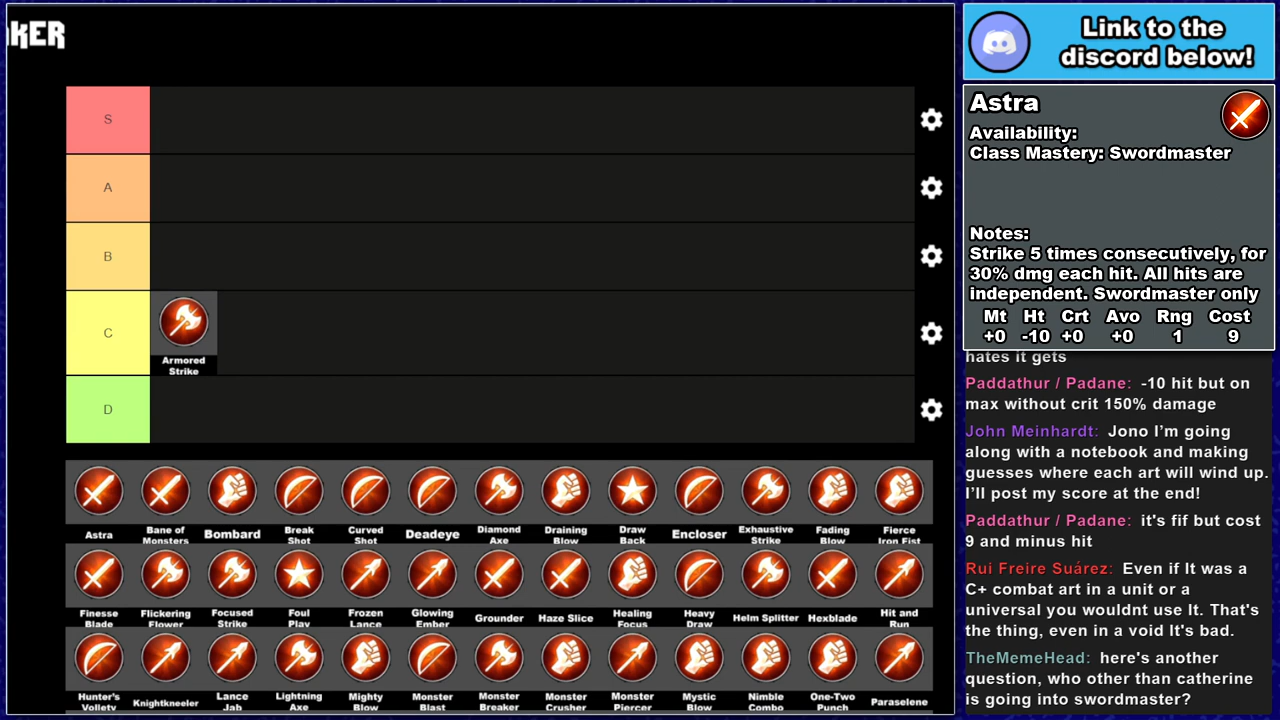 KER
Link to the
discord below!
S
A
B
C
Armored
Strike
D
Astra
Availability:
Class Mastery: Swordmaster
Notes:
Strike 5 times consecutively, for
30% dmg each hit. All hits are
independent. Swordmaster only
Mt Ht Crt Avo Rng Cost
+0 -10 +0 +0 1 9
hates it gets
Paddathur / Padane: -10 hit but on
max without crit 150% damage
John Meinhardt: Jono I’m going
along with a notebook and making
guesses where each art will wind up.
I’ll post my score at the end!
Paddathur / Padane: it's fif but cost
9 and minus hit
Rui Freire Suárez: Even if It was a
C+ combat art in a unit or a
universal you wouldnt use It. That's
the thing, even in a void It's bad.
TheMemeHead: here's another
question, who other than catherine
is going into swordmaster?
Astra
Bane of
Monsters
Bombard
Break
Shot
Curved
Shot
Deadeye
Diamond
Axe
Draining
Blow
Draw
Back
Encloser
Exhaustive
Strike
Fading
Blow
Fierce
Iron Fist
Finesse
Blade
Flickering
Flower
Focused
Strike
Foul
Play
Frozen
Lance
Glowing
Ember
Grounder
Haze Slice
Healing
Focus
Heavy
Draw
Helm Splitter
Hexblade
Hit and
Run
Hunter's
Vollety
Knightkneeler
Lance
Jab
Lightning
Axe
Mighty
Blow
Monster
Blast
Monster
Breaker
Monster
Crusher
Monster
Piercer
Mystic
Blow
Nimble
Combo
One-Two
Punch
Paraselene